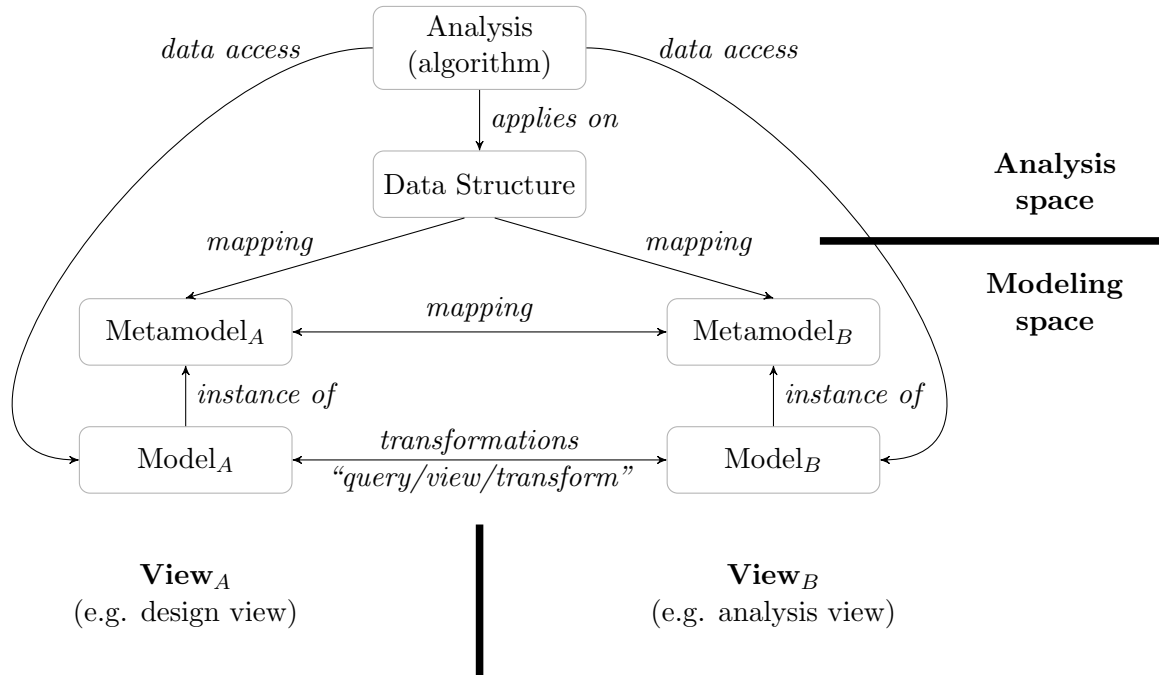 data access
Analysis
(algorithm)
data access
applies on
Data Structure
Analysis
space
mapping
mapping
Modeling
space
Metamodel_A
mapping
Metamodel_B
instance of
instance of
Model_A
transformations
“query/view/transform”
Model_B
View_A
(e.g. design view)
View_B
(e.g. analysis view)